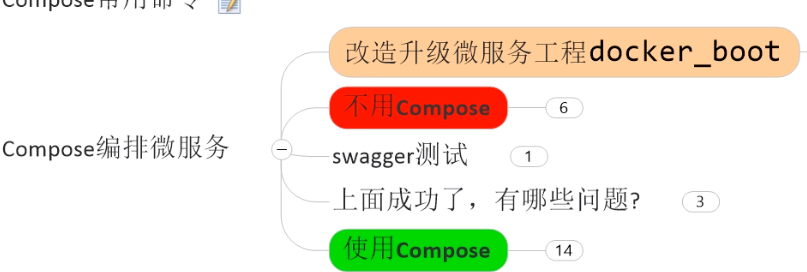 Compose常用命令
改造升级微服务工程docker_boot
不用Compose 6
Compose编排微服务
swagger测试 1
上面成功了，有哪些问题? 3
使用Compose 14